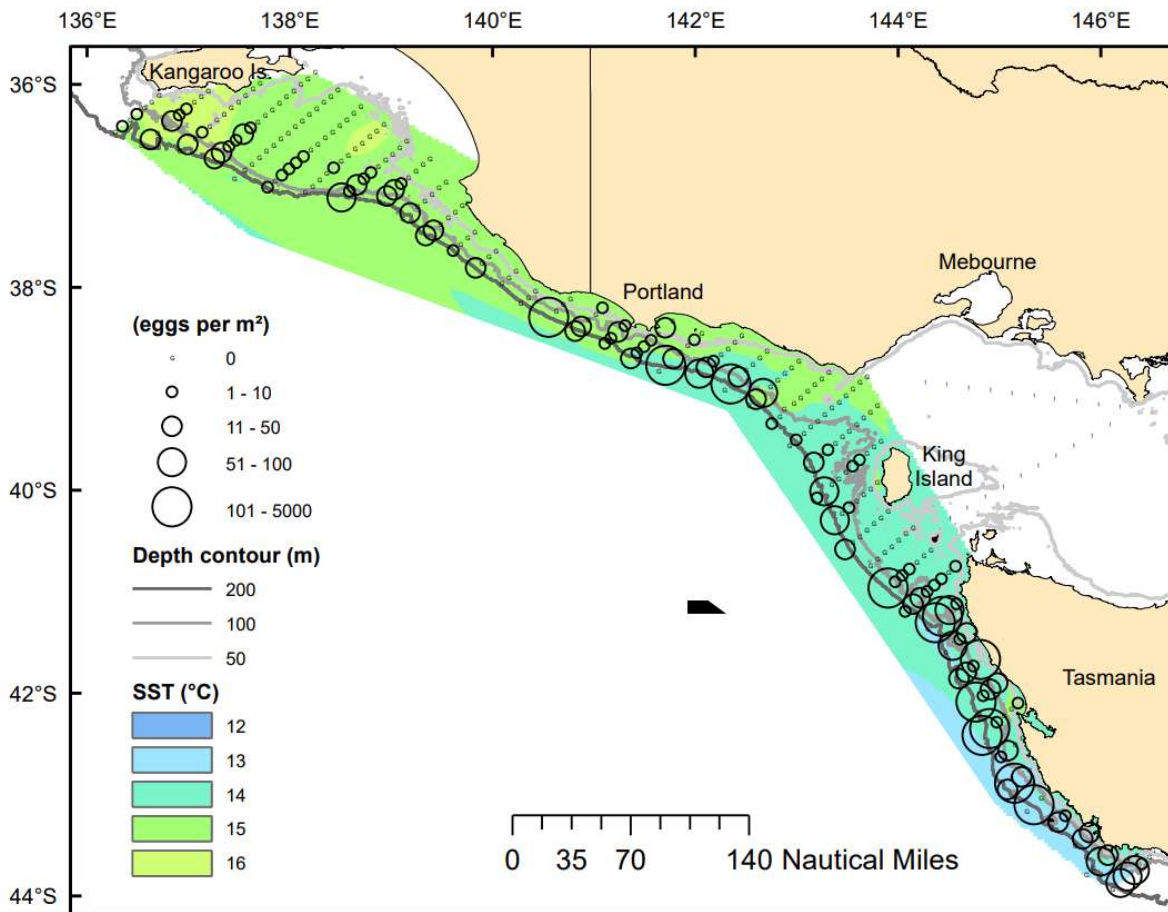 136°E 138°E 140°E 142°E 144°E 146°E
36°S
38°S
40°S
42°S
44°S
Kangaroo Is.
Mebourne
Portland
King
Island
Tasmania
(eggs per m²)
0
1 - 10
11 - 50
51 - 100
101 - 5000
Depth contour (m)
200
100
50
SST (°C)
12
13
14
15
16
0 35 70 140 Nautical Miles